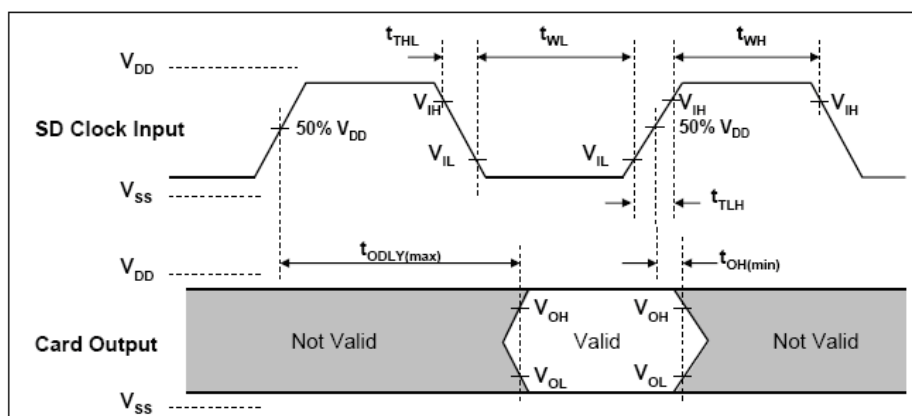 t_THL
t_WL
t_WH
V_DD
V_IH
V_IH
V_IH
SD Clock Input
50% V_DD
50% V_DD
V_IL
V_IL
V_SS
t_TLH
t_ODLY(max)
t_OH(min)
V_DD
V_OH
V_OH
Card Output
Not Valid
Valid
Not Valid
V_OL
V_OL
V_SS